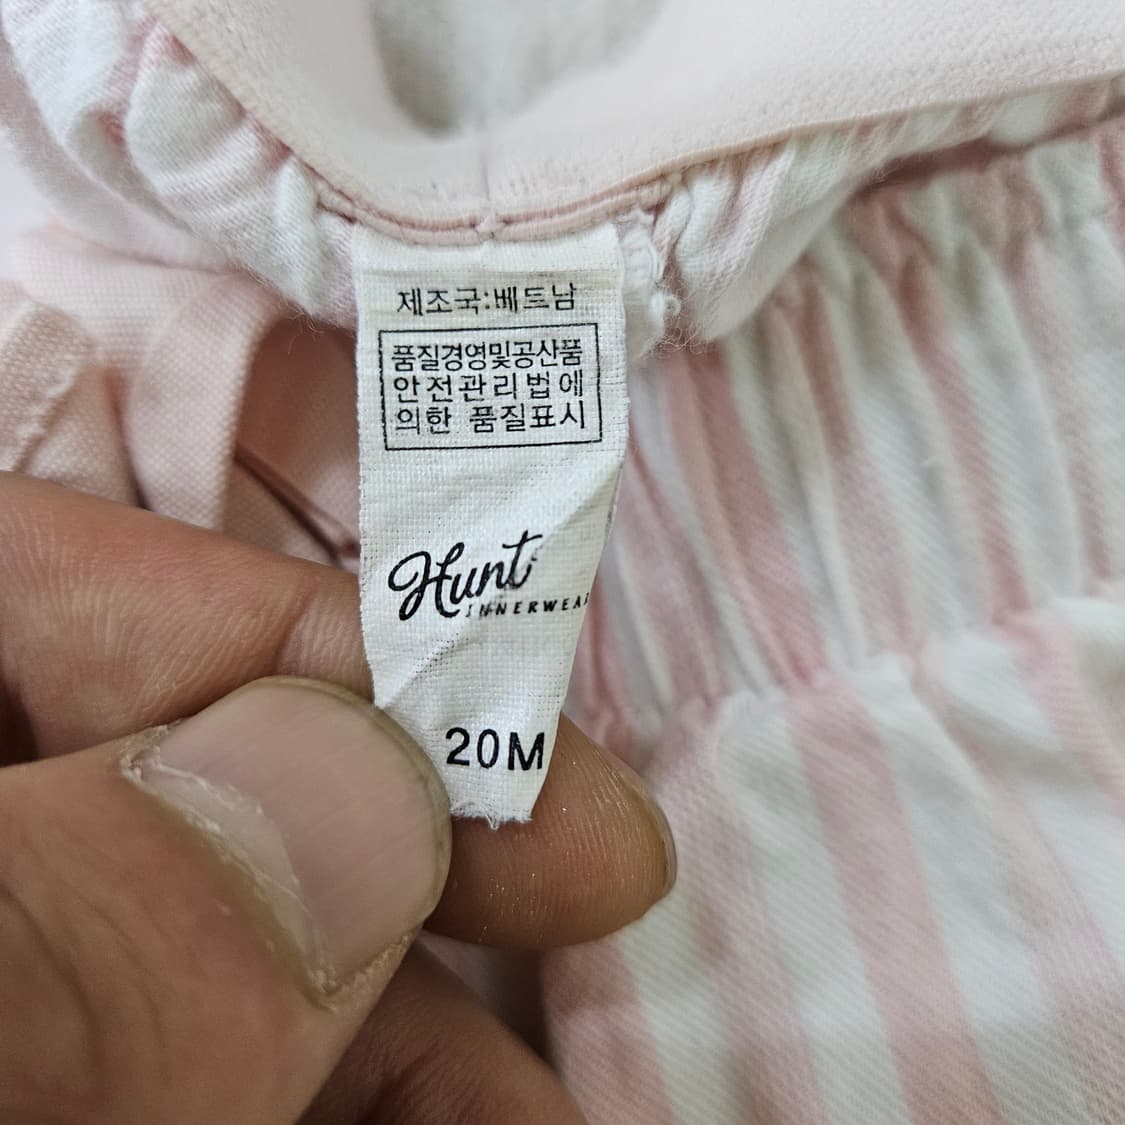 제조국:베트남
품질경영및공산품
안전관리법에
의한 품질표시
Hunt
INNERWEAR
20M